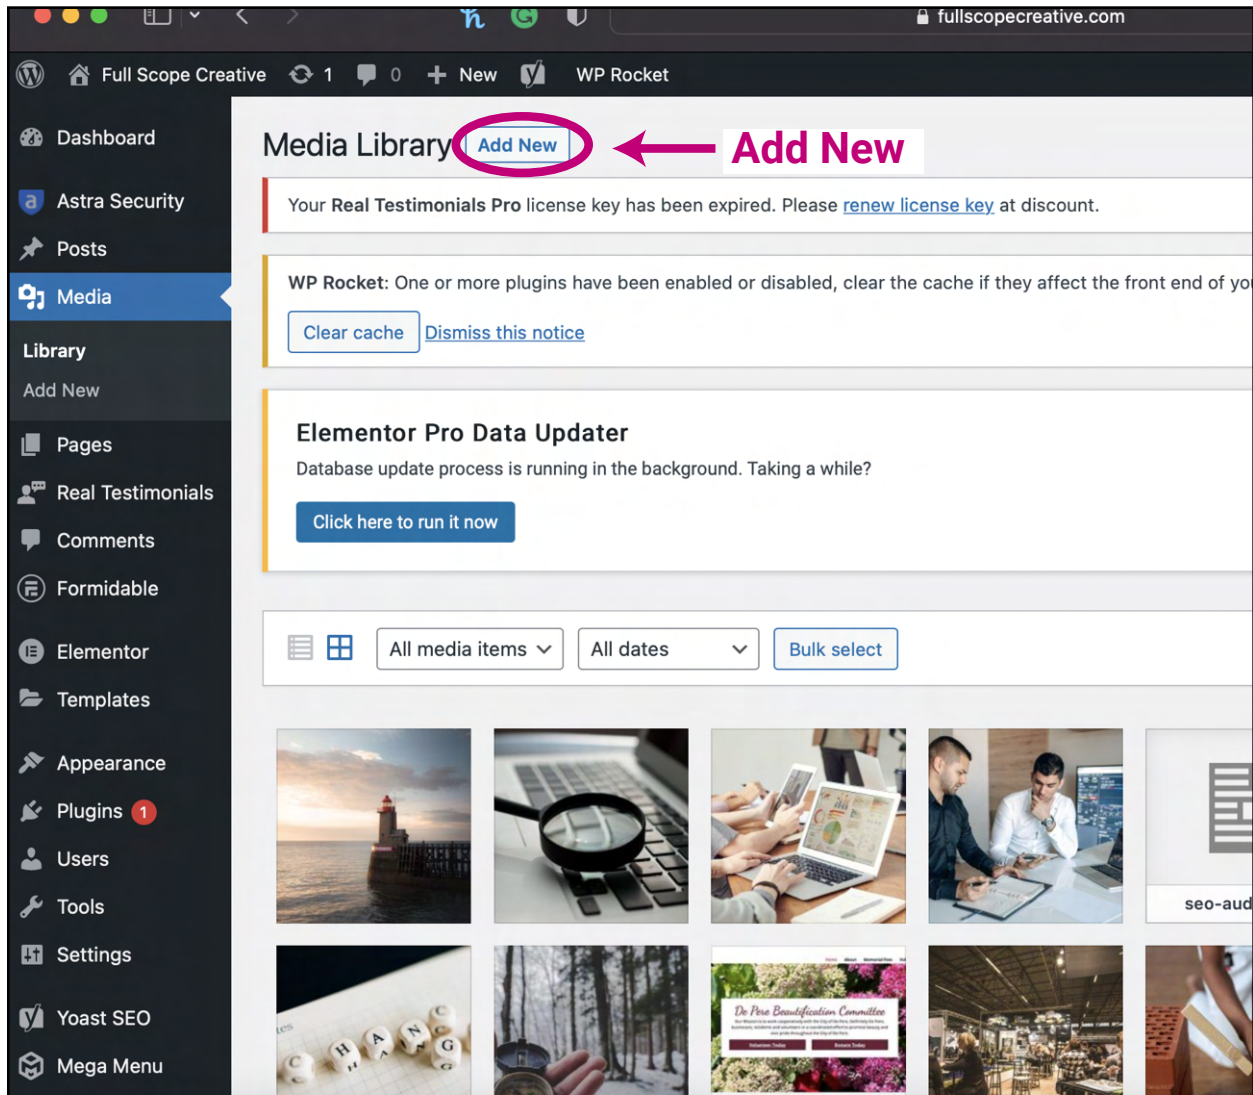 fullscopecreative.com
Full Scope Creative 1 0 New WP Rocket
Dashboard
Astra Security
Posts
Media
Library
Add New
Pages
Real Testimonials
Comments
Formidable
Elementor
Templates
Appearance
Plugins 1
Users
Tools
Settings
Yoast SEO
Mega Menu
Media Library Add New Add New
Your Real Testimonials Pro license key has been expired. Please renew license key at discount.
WP Rocket: One or more plugins have been enabled or disabled, clear the cache if they affect the front end of yo
Clear cache Dismiss this notice
Elementor Pro Data Updater
Database update process is running in the background. Taking a while?
Click here to run it now
All media items All dates Bulk select
seo-aud
C H A N G
De Pere Beautification Committee
Volunteer Today Donate Today